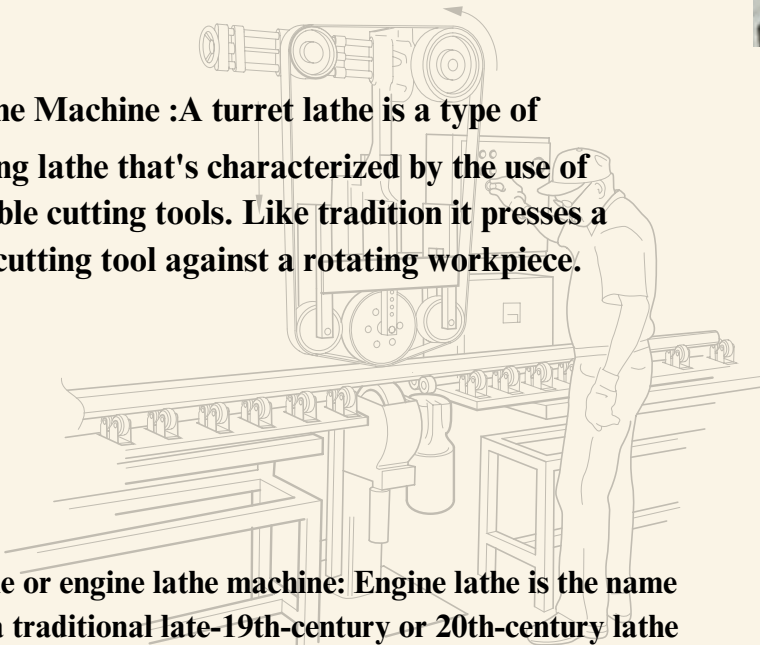 ne Machine :A turret lathe is a type of
ng lathe that's characterized by the use of
ble cutting tools. Like tradition it presses a
cutting tool against a rotating workpiece.
e or engine lathe machine: Engine lathe is the name
a traditional late-19th-century or 20th-century lathe